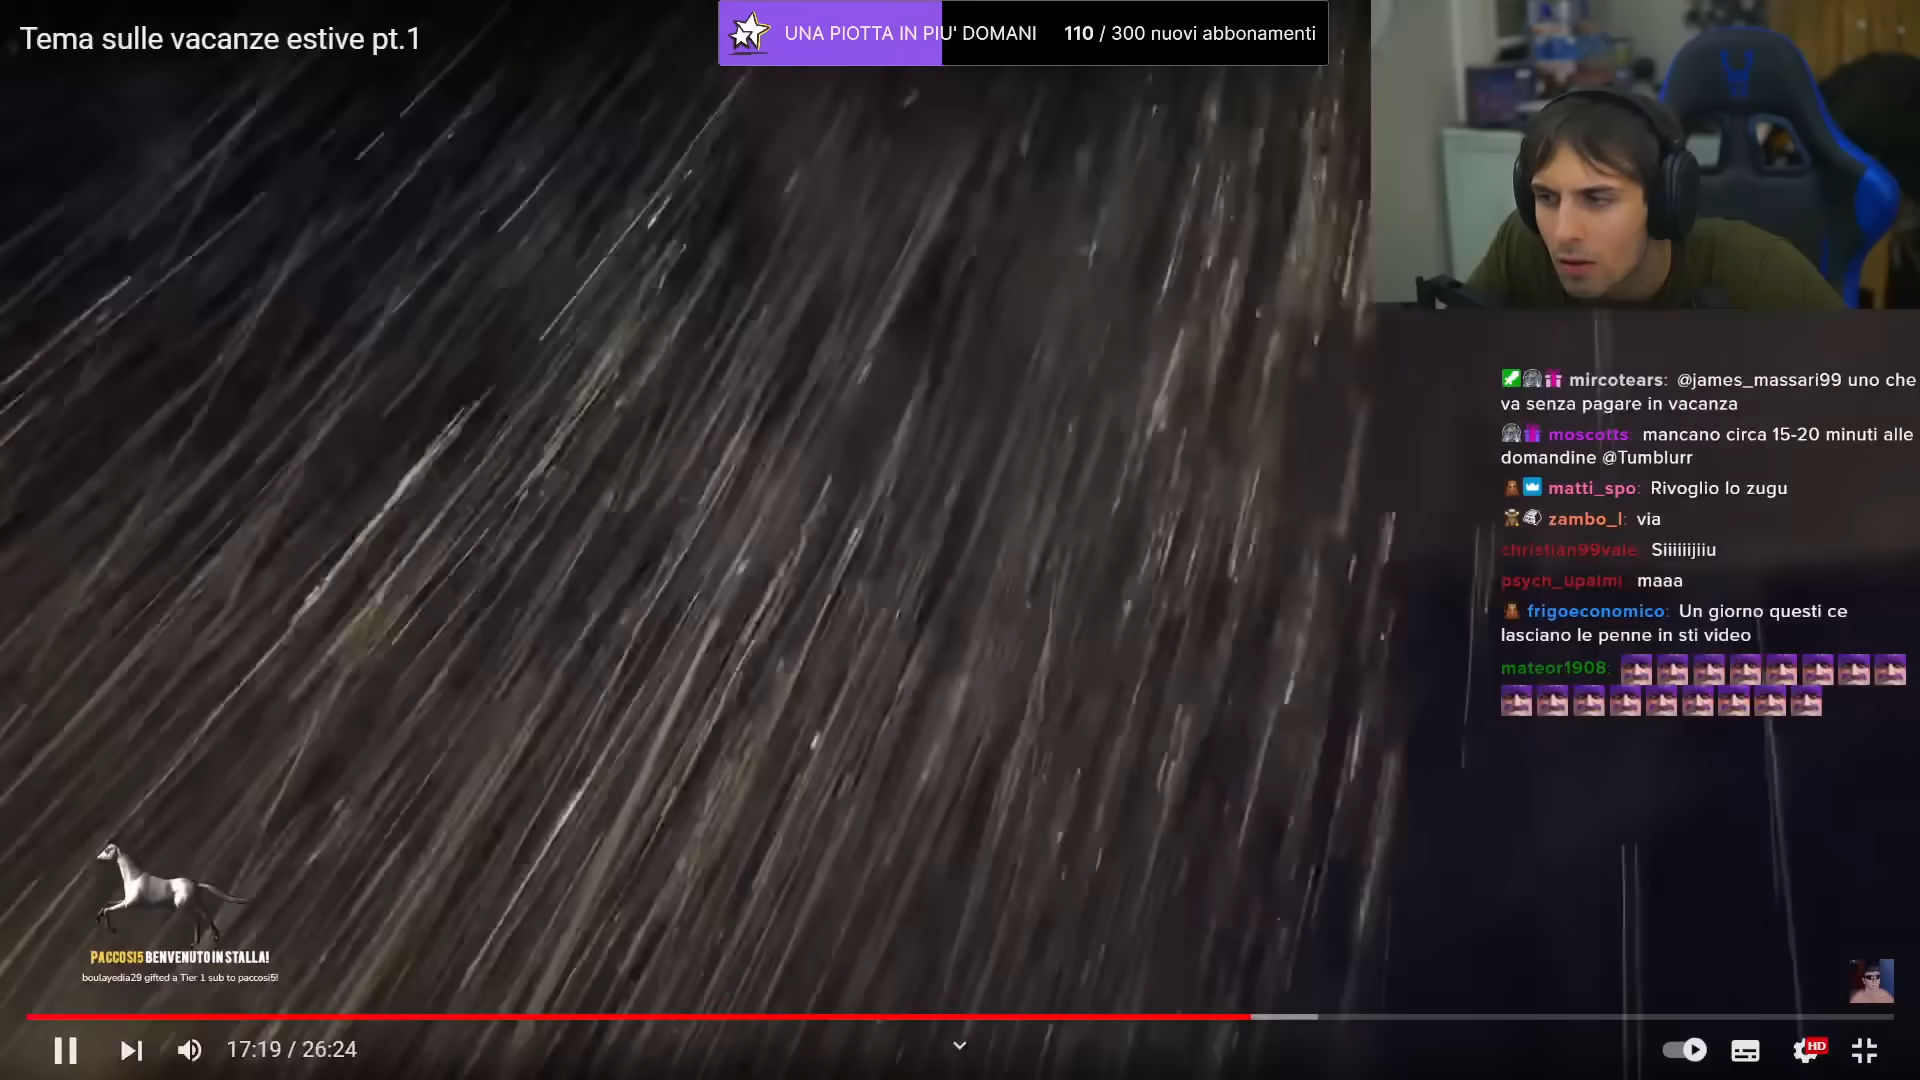 Tema sulle vacanze estive pt.1
UNA PIOTTA IN PIU' DOMANI 110 / 300 nuovi abbonamenti
mircotears: @james_massari99 uno che
va senza pagare in vacanza
moscotts: mancano circa 15-20 minuti alle
domandine @Tumblurr
matti_spo: Rivoglio lo zugu
zambo_l: via
christian99vale: Siiiiiijiiu
psych_upaimi: maaa
frigoeconomico: Un giorno questi ce
lasciano le penne in sti video
mateor1908:
PACCOSI5 BENVENUTO IN STALLA!
boulayedia29 gifted a Tier 1 sub to paccosi5!
17:19 / 26:24
HD